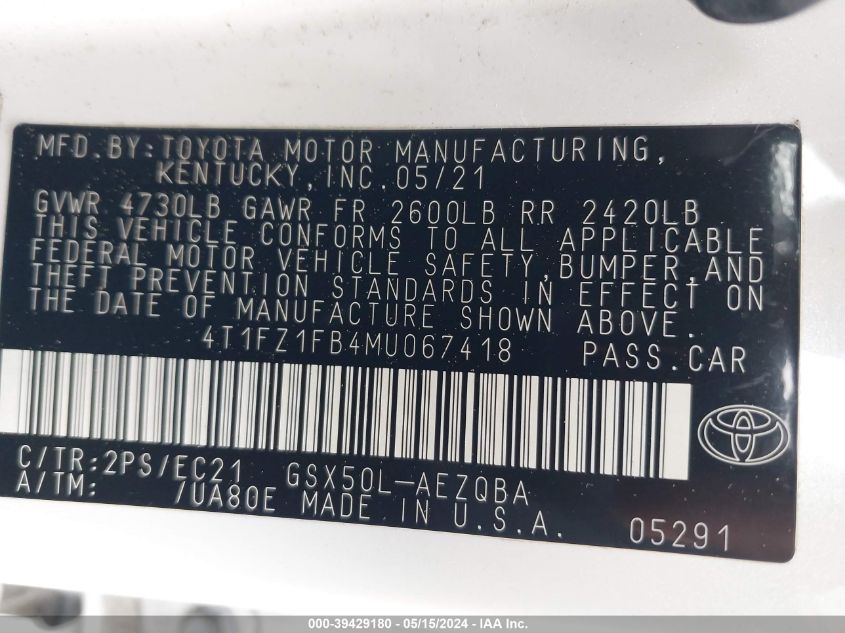 MFD.BY:TOYOTA MOTOR MANUFACTURING,
KENTUCKY,INC.05/21
GVWR 4730LB GAWR FR 2600LB RR 2420LB
THIS VEHICLE CONFORMS TO ALL APPLICABLE
FEDERAL MOTOR VEHICLE SAFETY,BUMPER,AND
THEFT PREVENTION STANDARDS IN EFFECT ON
THE DATE OF MANUFACTURE SHOWN ABOVE.
4T1FZ1FB4MU067418 PASS.CAR
C/TR:2PS/EC21 GSX50L-AEZQBA
A/TM: /UA80E MADE IN U.S.A. 05291
000-39429180 - 05/15/2024 - IAA Inc.